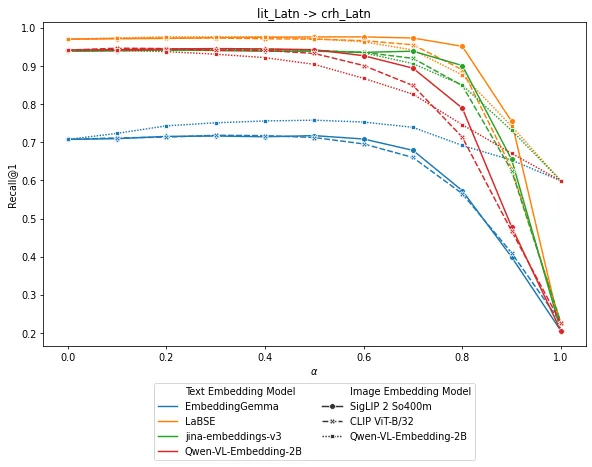 lit_Latn -> crh_Latn
Recall@1
1.0
0.9
0.8
0.7
0.6
0.5
0.4
0.3
0.2
0.0 0.2 0.4 0.6 0.8 1.0
α
Text Embedding Model Image Embedding Model
EmbeddingGemma SigLIP 2 So400m
LaBSE CLIP ViT-B/32
jina-embeddings-v3 Qwen-VL-Embedding-2B
Qwen-VL-Embedding-2B